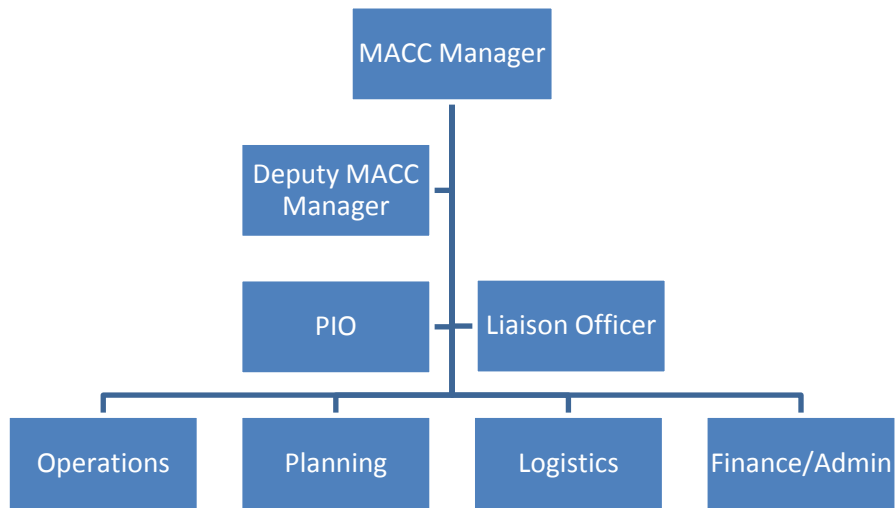 MACC Manager
Deputy MACC
Manager
PIO
Liaison Officer
Operations
Planning
Logistics
Finance/Admin